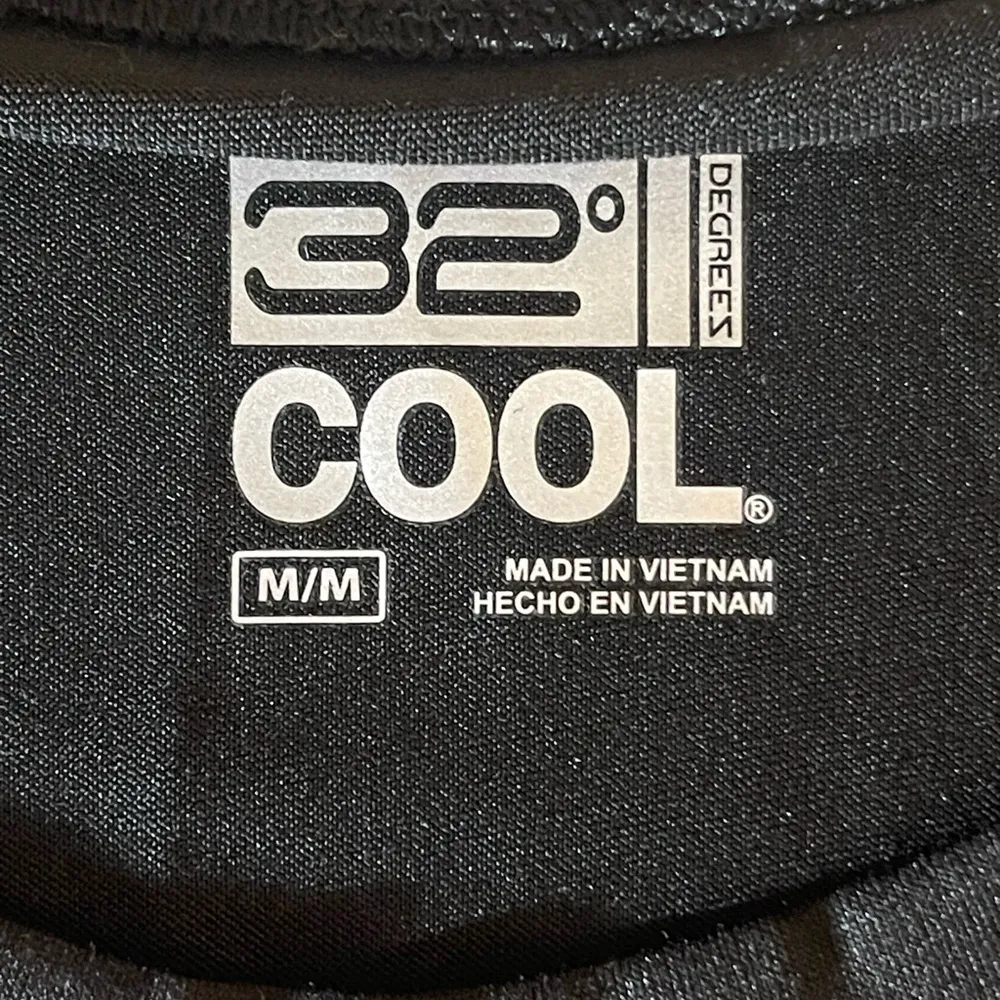 32° DEGREES
COOL®
M/M
MADE IN VIETNAM
HECHO EN VIETNAM